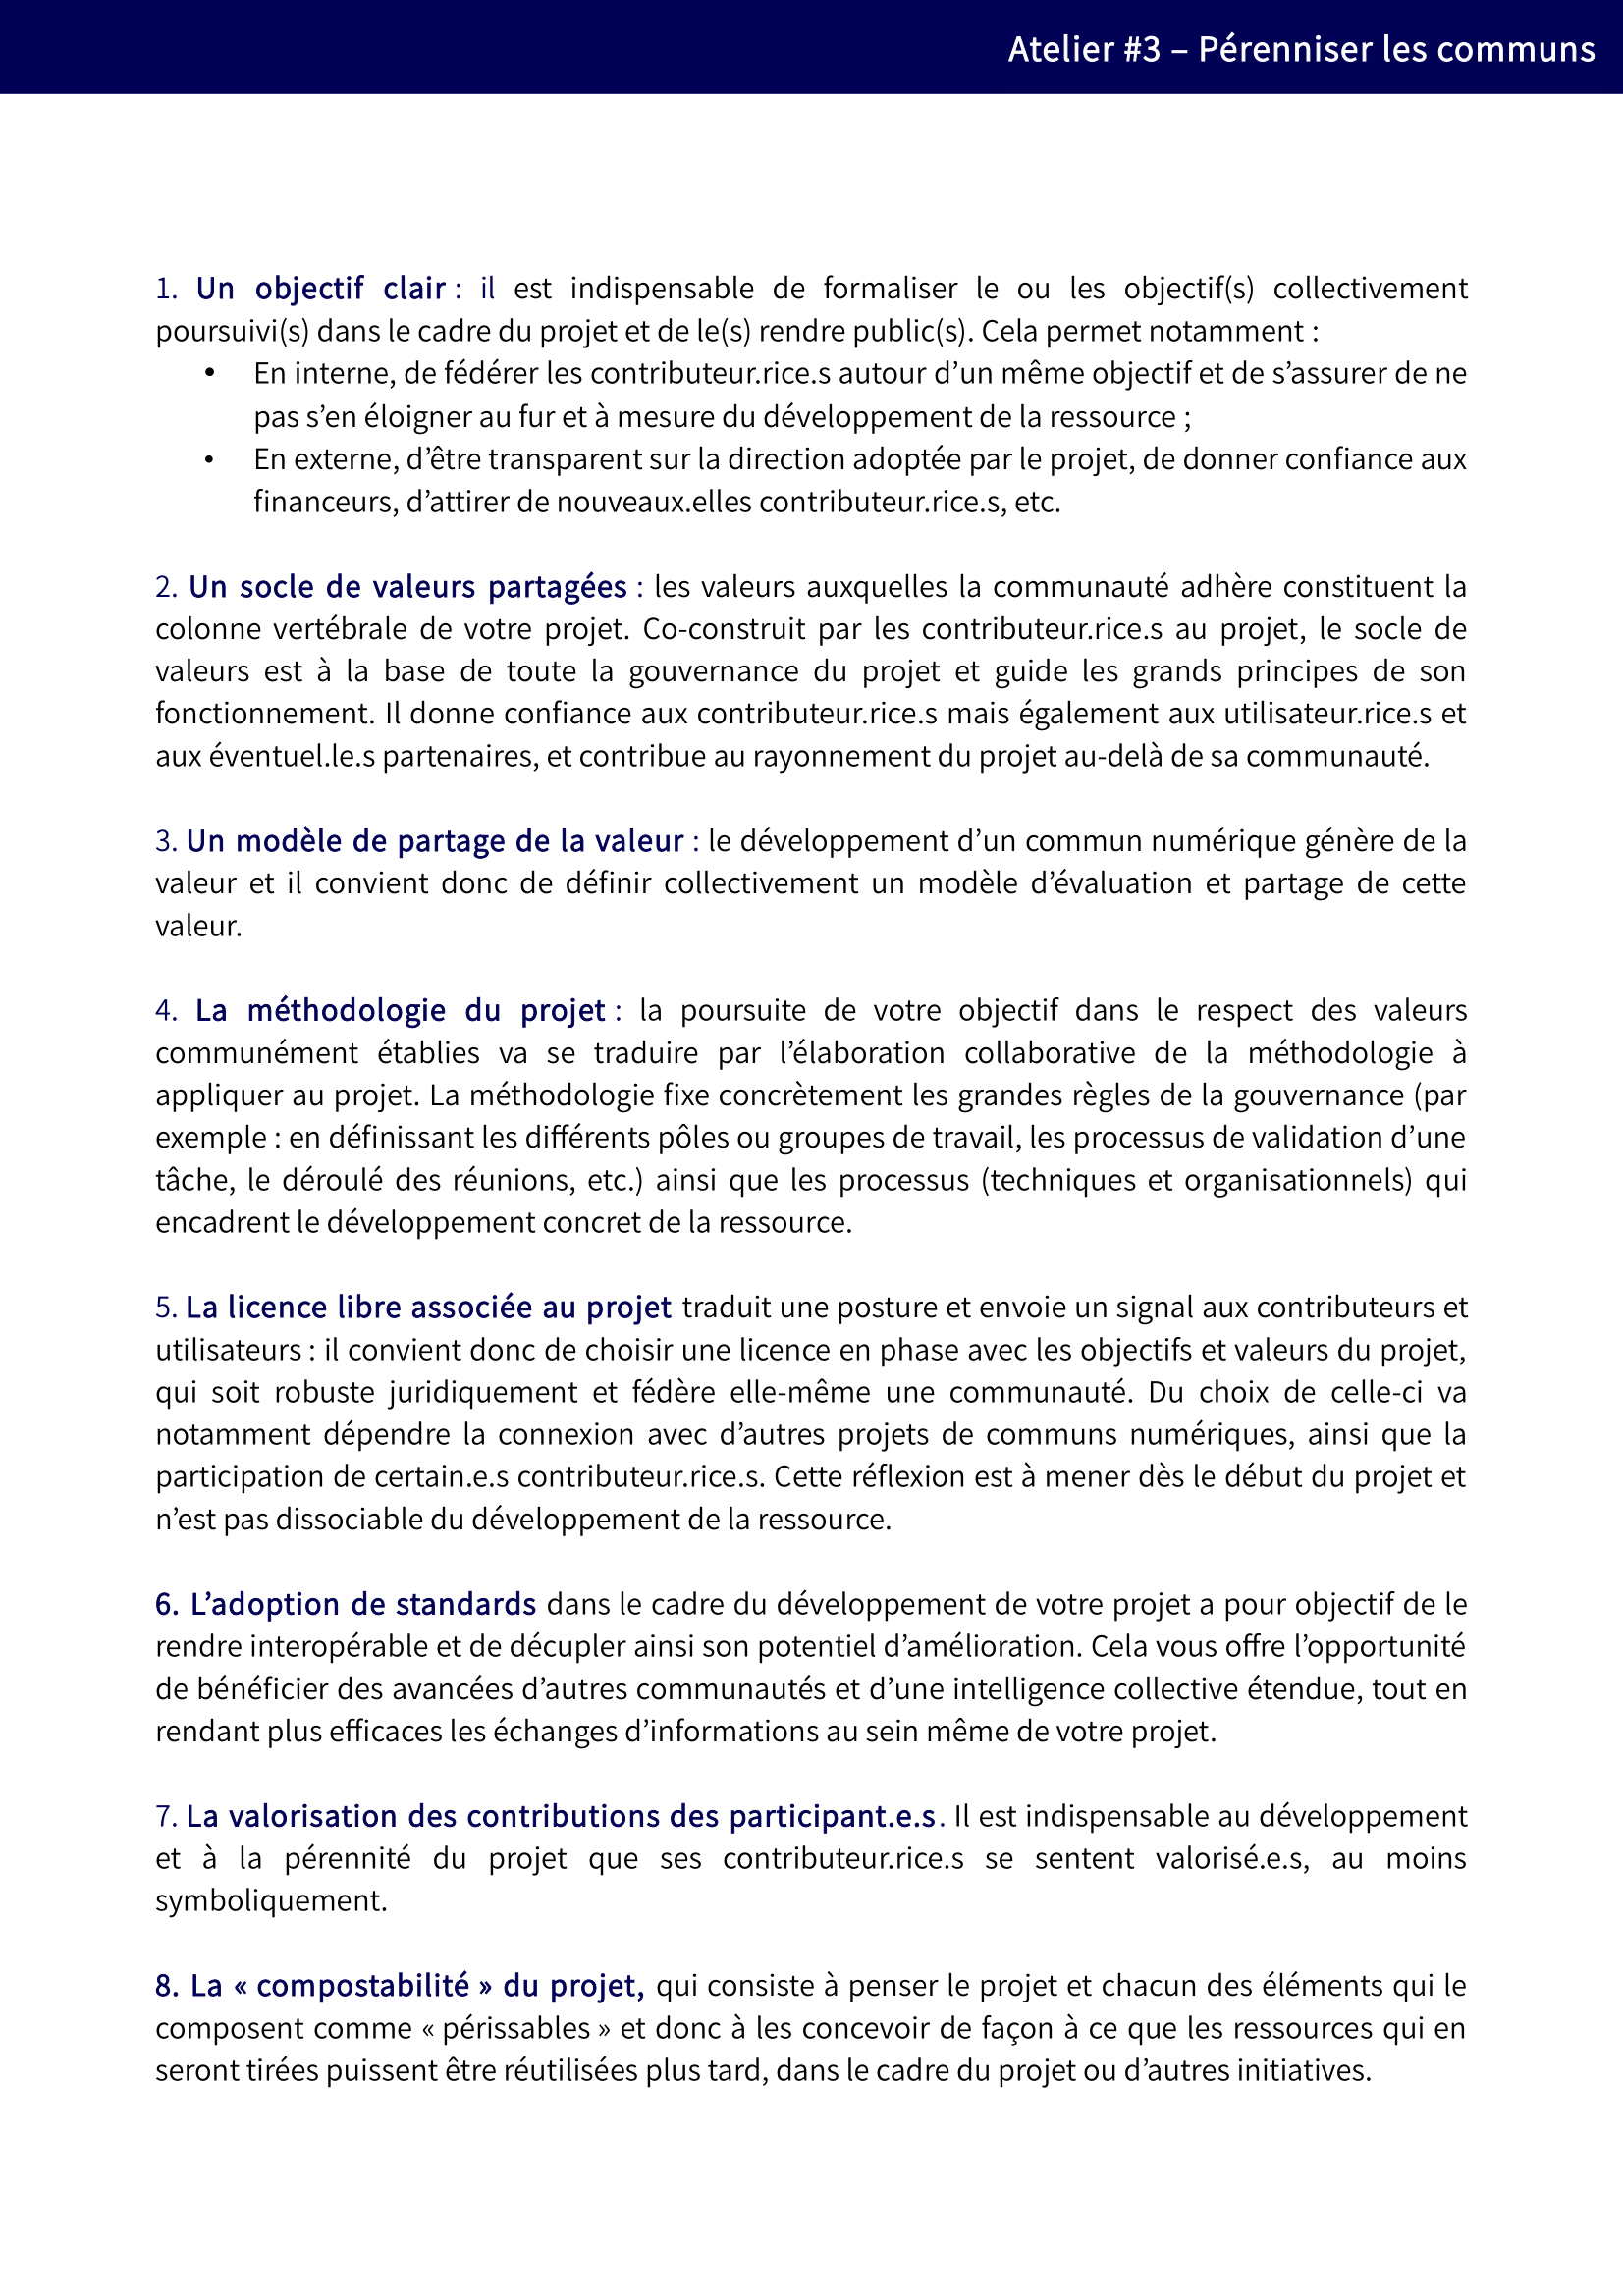 Atelier #3 – Pérenniser les communs
1. Un objectif clair : il est indispensable de formaliser le ou les objectif(s) collectivement
poursuivi(s) dans le cadre du projet et de le(s) rendre public(s). Cela permet notamment :
• En interne, de fédérer les contributeur.rice.s autour d’un même objectif et de s’assurer de ne
pas s’en éloigner au fur et à mesure du développement de la ressource ;
• En externe, d’être transparent sur la direction adoptée par le projet, de donner confiance aux
financeurs, d’attirer de nouveaux.elles contributeur.rice.s, etc.
2. Un socle de valeurs partagées : les valeurs auxquelles la communauté adhère constituent la
colonne vertébrale de votre projet. Co-construit par les contributeur.rice.s au projet, le socle de
valeurs est à la base de toute la gouvernance du projet et guide les grands principes de son
fonctionnement. Il donne confiance aux contributeur.rice.s mais également aux utilisateur.rice.s et
aux éventuel.le.s partenaires, et contribue au rayonnement du projet au-delà de sa communauté.
3. Un modèle de partage de la valeur : le développement d’un commun numérique génère de la
valeur et il convient donc de définir collectivement un modèle d’évaluation et partage de cette
valeur.
4. La méthodologie du projet : la poursuite de votre objectif dans le respect des valeurs
communément établies va se traduire par l’élaboration collaborative de la méthodologie à
appliquer au projet. La méthodologie fixe concrètement les grandes règles de la gouvernance (par
exemple : en définissant les différents pôles ou groupes de travail, les processus de validation d’une
tâche, le déroulé des réunions, etc.) ainsi que les processus (techniques et organisationnels) qui
encadrent le développement concret de la ressource.
5. La licence libre associée au projet traduit une posture et envoie un signal aux contributeurs et
utilisateurs : il convient donc de choisir une licence en phase avec les objectifs et valeurs du projet,
qui soit robuste juridiquement et fédère elle-même une communauté. Du choix de celle-ci va
notamment dépendre la connexion avec d’autres projets de communs numériques, ainsi que la
participation de certain.e.s contributeur.rice.s. Cette réflexion est à mener dès le début du projet et
n’est pas dissociable du développement de la ressource.
6. L’adoption de standards dans le cadre du développement de votre projet a pour objectif de le
rendre interopérable et de décupler ainsi son potentiel d’amélioration. Cela vous offre l’opportunité
de bénéficier des avancées d’autres communautés et d’une intelligence collective étendue, tout en
rendant plus efficaces les échanges d’informations au sein même de votre projet.
7. La valorisation des contributions des participant.e.s. Il est indispensable au développement
et à la pérennité du projet que ses contributeur.rice.s se sentent valorisé.e.s, au moins
symboliquement.
8. La « compostabilité » du projet, qui consiste à penser le projet et chacun des éléments qui le
composent comme « périssables » et donc à les concevoir de façon à ce que les ressources qui en
seront tirées puissent être réutilisées plus tard, dans le cadre du projet ou d’autres initiatives.